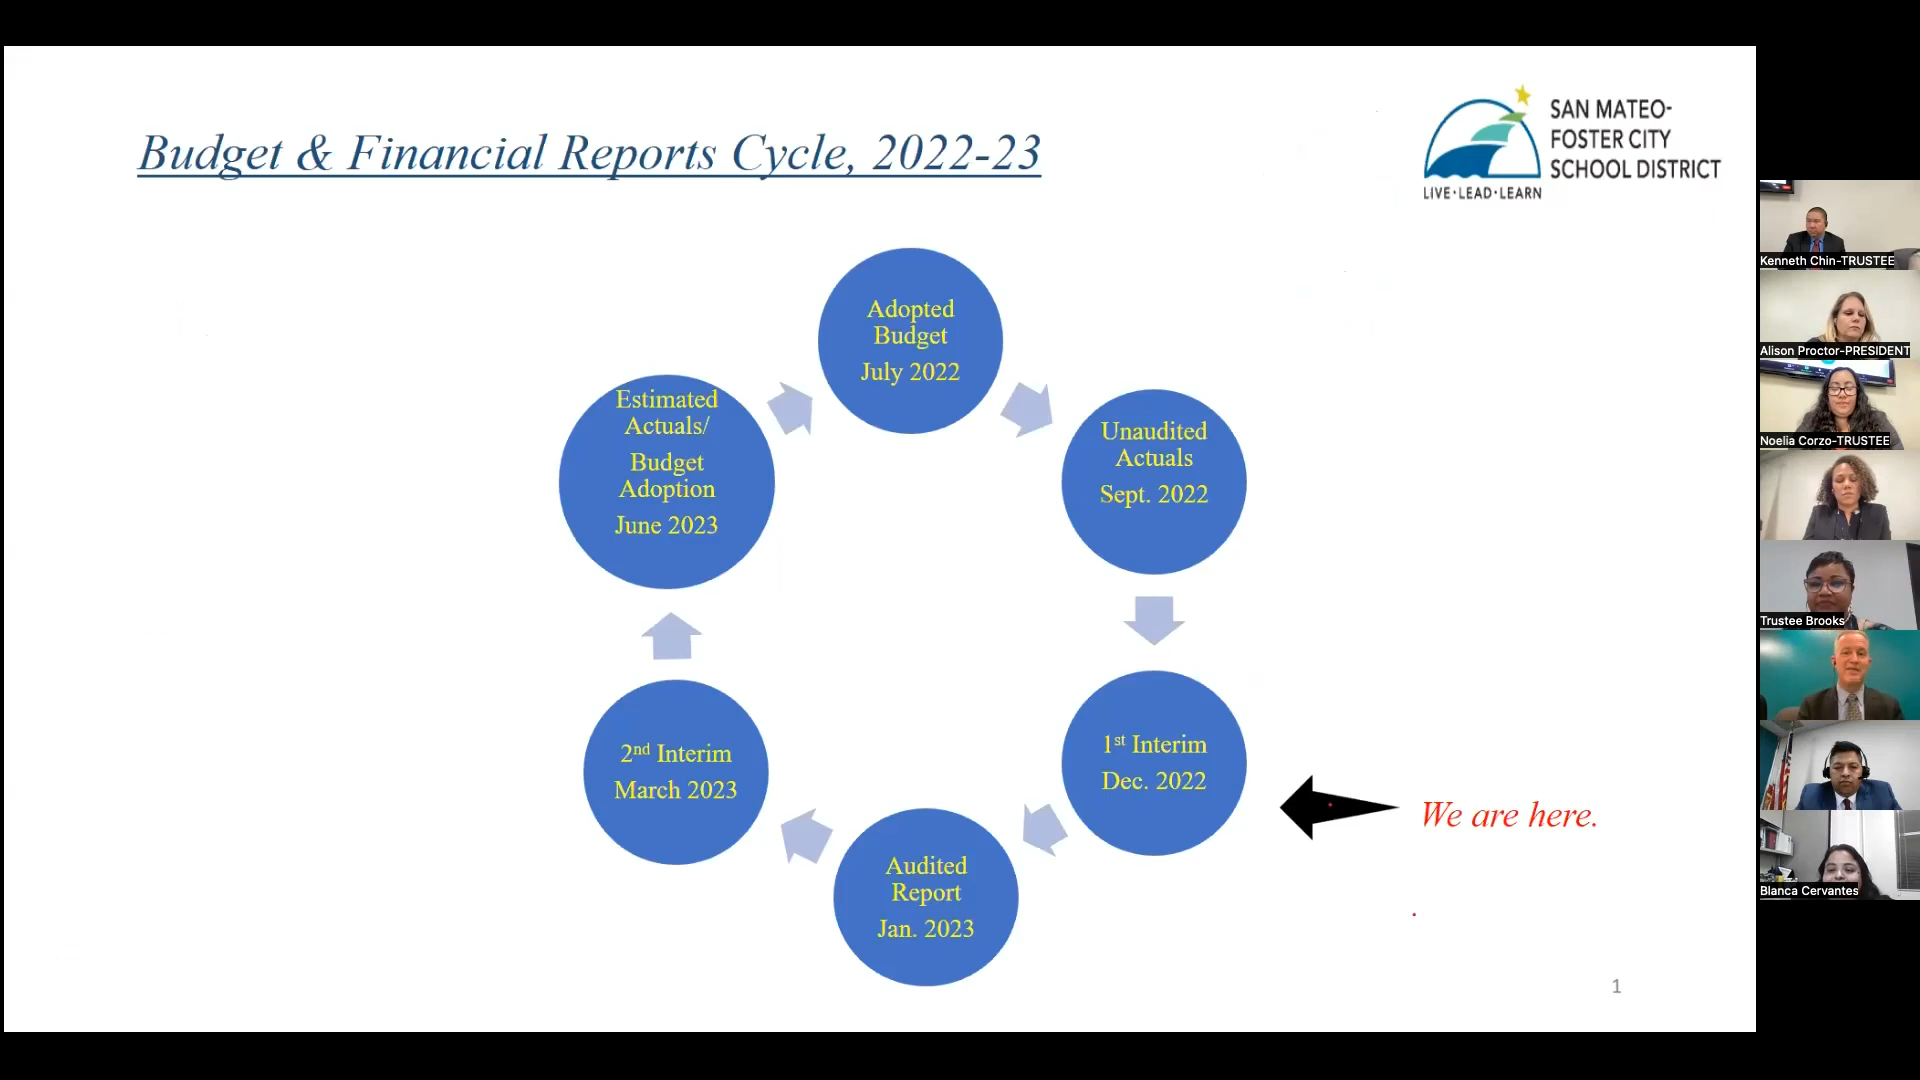 Budget & Financial Reports Cycle, 2022-23
SAN MATEO-
FOSTER CITY
SCHOOL DISTRICT
LIVE•LEAD•LEARN
Adopted
Budget
July 2022
Unaudited
Actuals
Sept. 2022
1st Interim
Dec. 2022
We are here.
Audited
Report
Jan. 2023
2nd Interim
March 2023
Estimated
Actuals/
Budget
Adoption
June 2023
1
Kenneth Chin-TRUSTEE
Alison Proctor-PRESIDENT
Noelia Corzo-TRUSTEE
Trustee Brooks
Blanca Cervantes